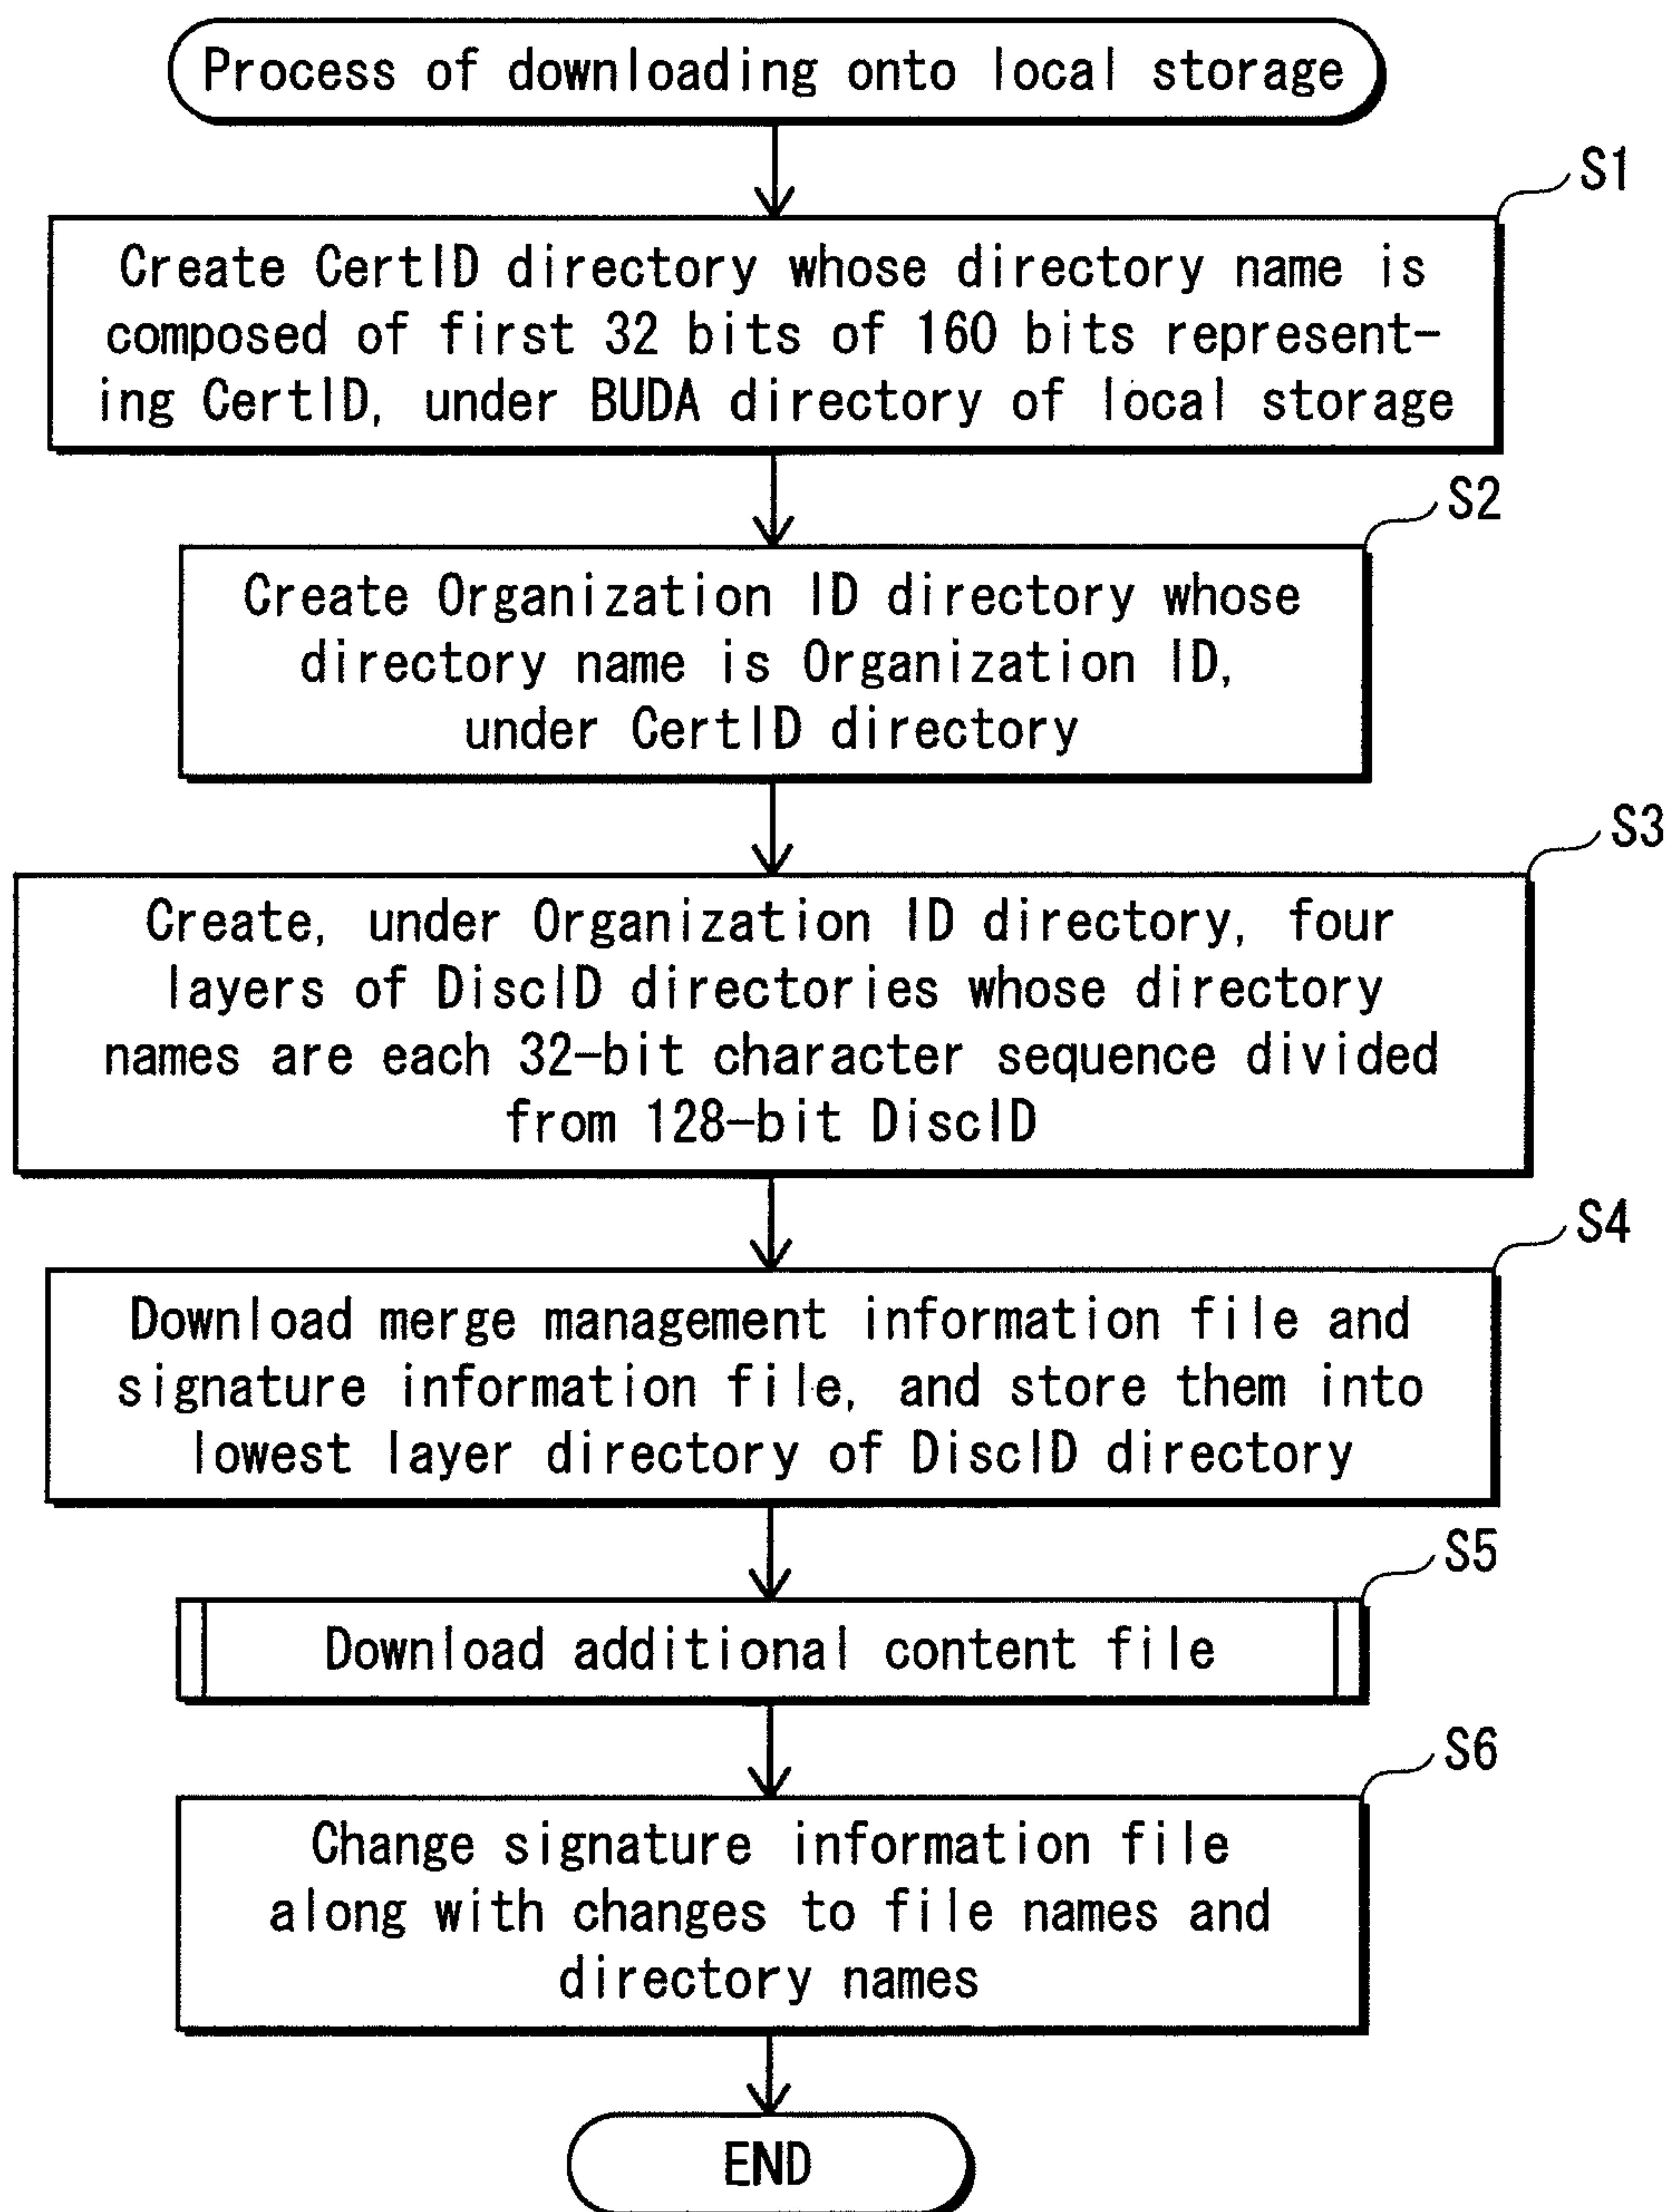 Process of downloading onto local storage
S1
Create CertID directory whose directory name is
composed of first 32 bits of 160 bits represent-
ing CertID, under BUDA directory of local storage
S2
Create Organization ID directory whose
directory name is Organization ID,
under CertID directory
S3
Create, under Organization ID directory, four
layers of DiscID directories whose directory
names are each 32-bit character sequence divided
from 128-bit DiscID
S4
Download merge management information file and
signature information file, and store them into
lowest layer directory of DiscID directory
S5
Download additional content file
S6
Change signature information file
along with changes to file names and
directory names
END